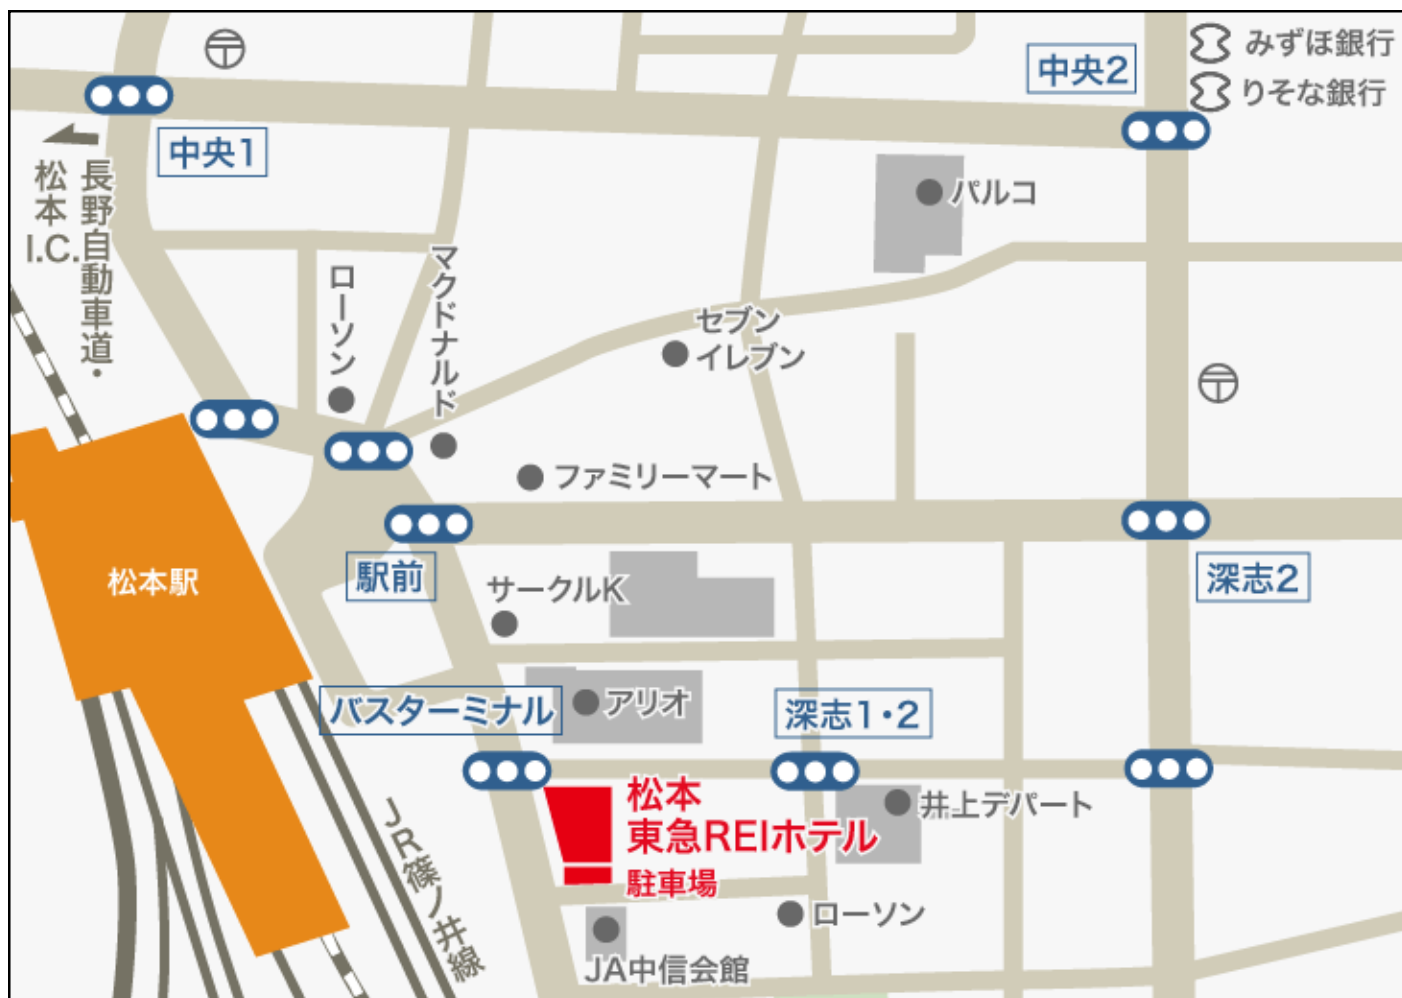 みずほ銀行
りそな銀行
中央2
中央1
長野自動車道・
松本I.C.
パルコ
ローソン
マクドナルド
セブン
イレブン
ファミリーマート
松本駅
駅前
深志2
サークルK
バスターミナル
アリオ
深志1・2
松本
東急REIホテル
駐車場
井上デパート
JR篠ノ井線
ローソン
JA中信会館